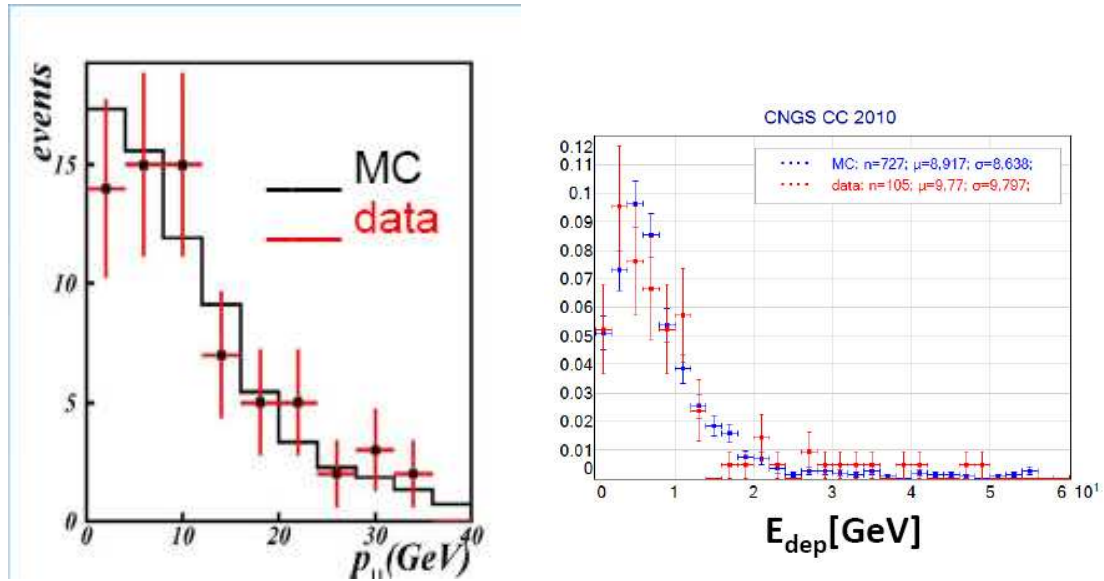 events
MC
data
15
10
5
0
0 10 20 30 40
p_μ(GeV)
CNGS CC 2010
MC: n=727; μ=8,917; σ=8,638;
data: n=105; μ=9,77; σ=9,797;
0.12
0.11
0.1
0.09
0.08
0.07
0.06
0.05
0.04
0.03
0.02
0.01
0
0 1 2 3 4 5 6 10¹
E_dep[GeV]